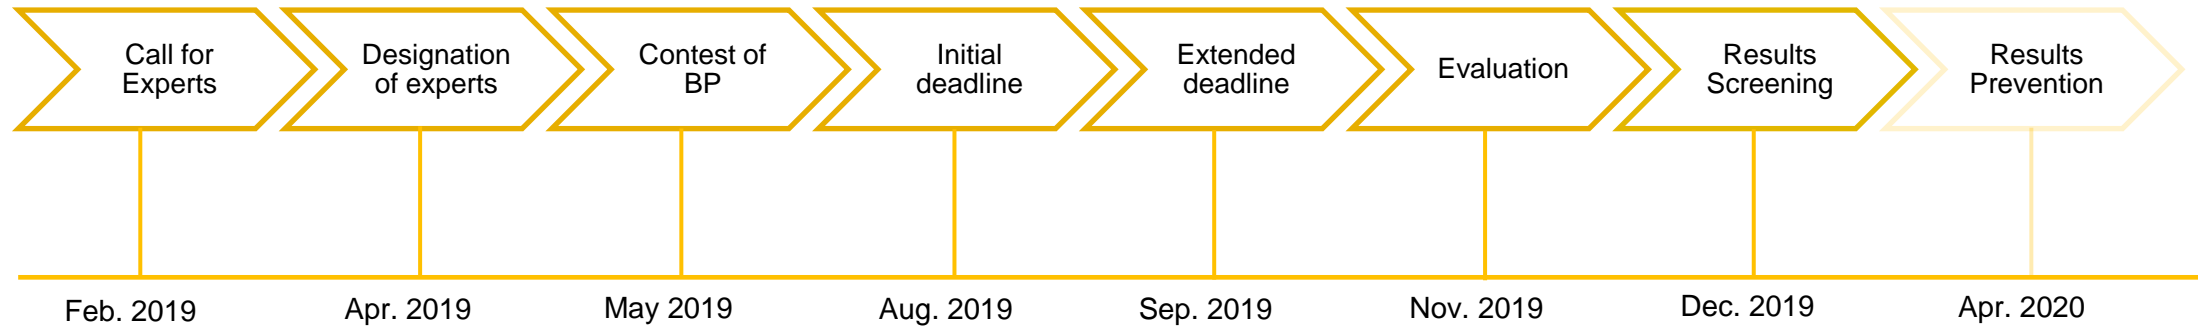 Call for
Experts
Designation
of experts
Contest of
BP
Initial
deadline
Extended
deadline
Evaluation
Results
Screening
Results
Prevention
Feb. 2019
Apr. 2019
May 2019
Aug. 2019
Sep. 2019
Nov. 2019
Dec. 2019
Apr. 2020